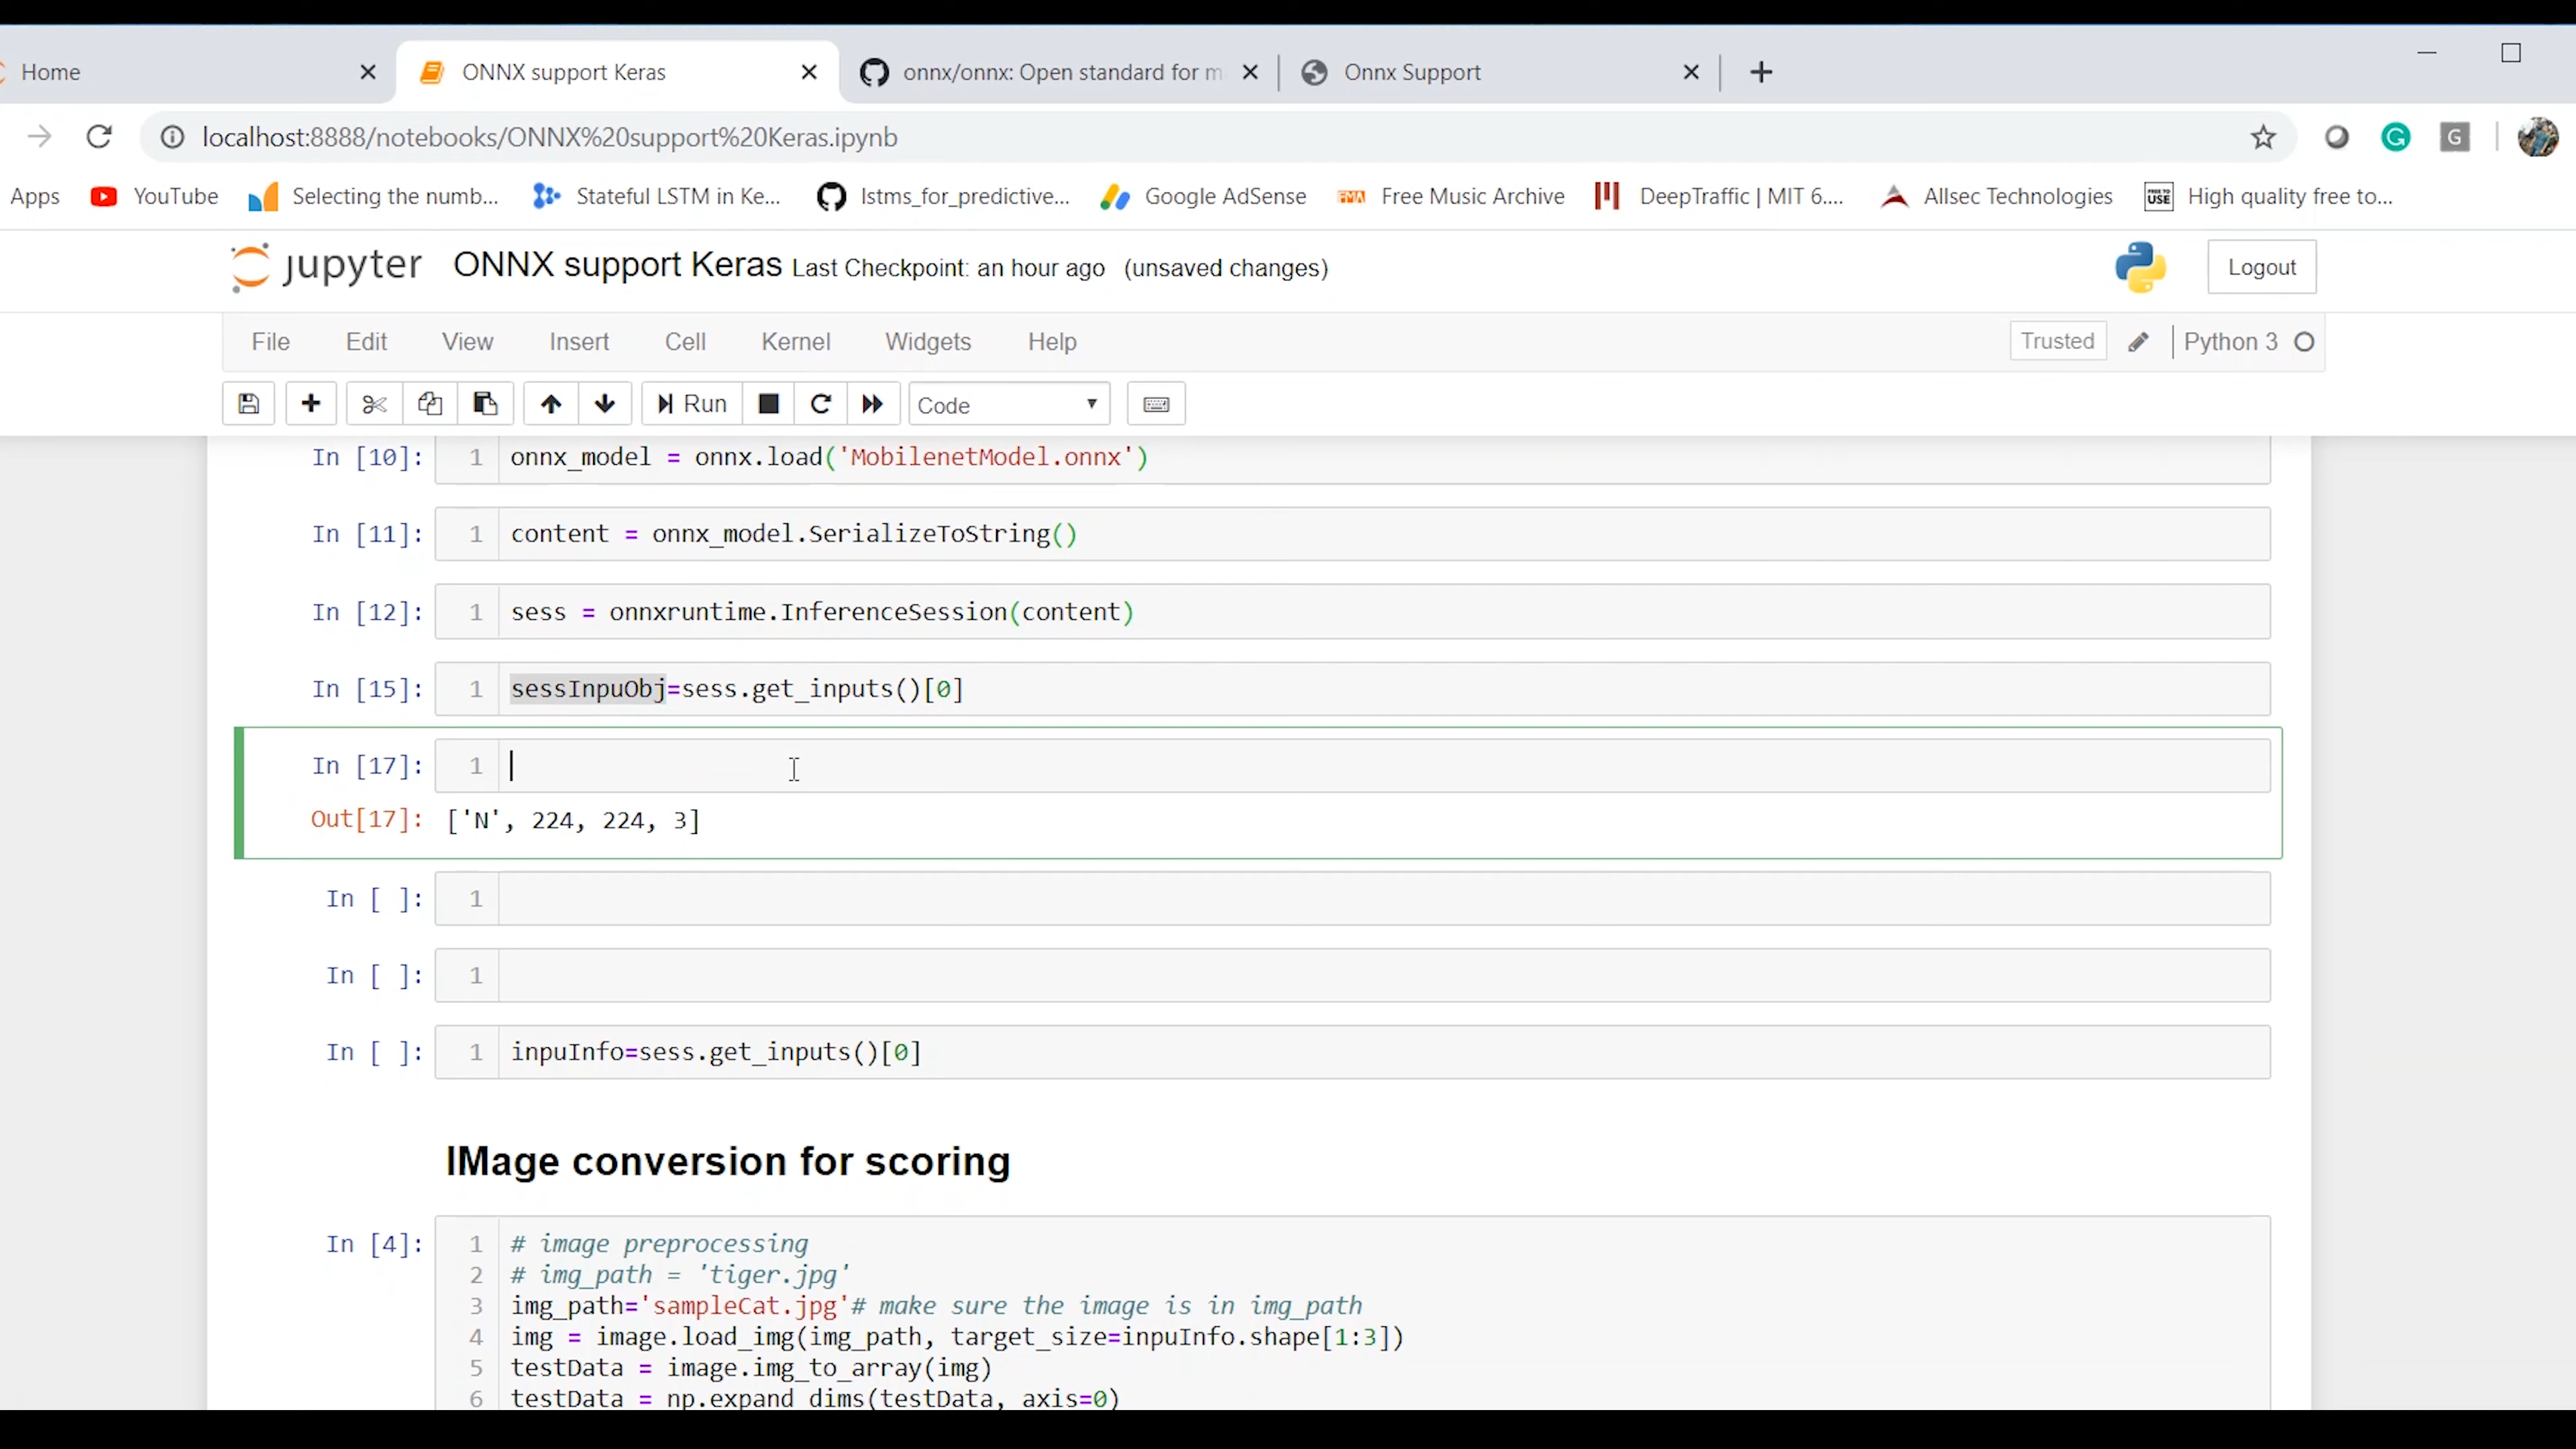 Home
ONNX support Keras
onnx/onnx: Open standard for m
Onnx Support
localhost:8888/notebooks/ONNX%20support%20Keras.ipynb
Apps YouTube Selecting the numb... Stateful LSTM in Ke... lstms_for_predictive... Google AdSense FMA Free Music Archive DeepTraffic | MIT 6.... Allsec Technologies FREE TO USE High quality free to...
jupyter ONNX support Keras Last Checkpoint: an hour ago (unsaved changes) Logout
File Edit View Insert Cell Kernel Widgets Help Trusted Python 3
Run Code
In [10]: 1 onnx_model = onnx.load('MobilenetModel.onnx')
In [11]: 1 content = onnx_model.SerializeToString()
In [12]: 1 sess = onnxruntime.InferenceSession(content)
In [15]: 1 sessInpuObj=sess.get_inputs()[0]
In [17]: 1
Out[17]: ['N', 224, 224, 3]
In [ ]: 1
In [ ]: 1
In [ ]: 1 inpuInfo=sess.get_inputs()[0]
IMage conversion for scoring
In [4]: 1 # image preprocessing
2 # img_path = 'tiger.jpg'
3 img_path='sampleCat.jpg'# make sure the image is in img_path
4 img = image.load_img(img_path, target_size=inpuInfo.shape[1:3])
5 testData = image.img_to_array(img)
6 testData = np.expand_dims(testData, axis=0)